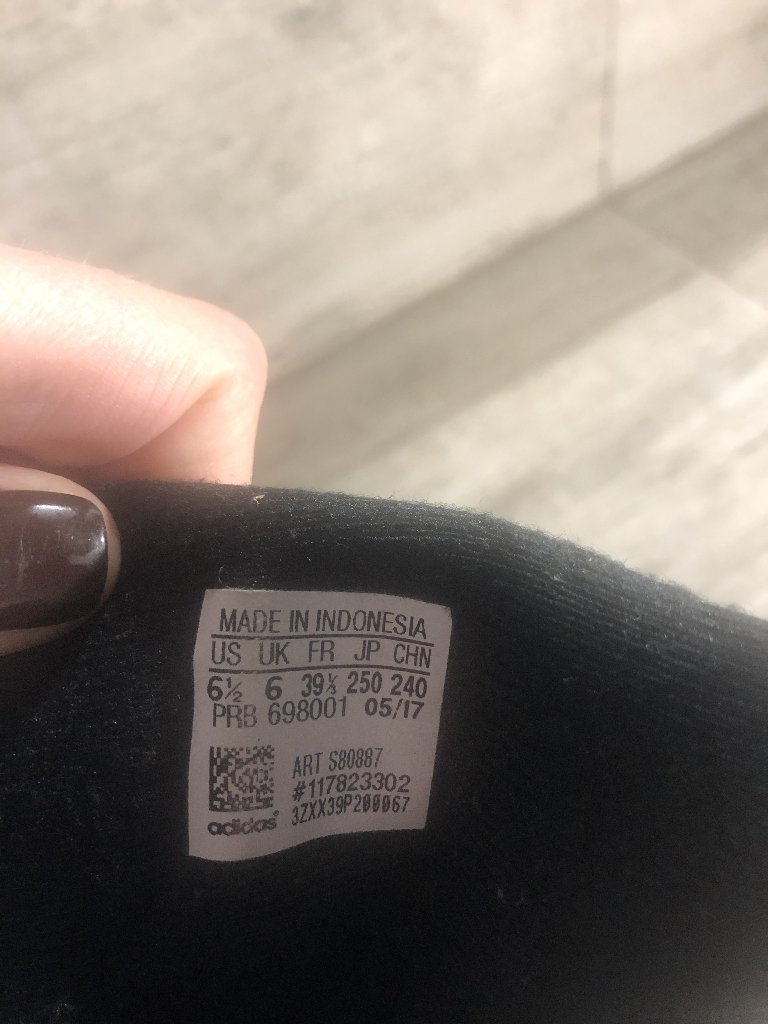 MADE IN INDONESIA
US UK FR JP CHN
6½ 6 39⅓ 250 240
PRB 698001 05/17
ART S80887
#117823302
3ZXX39P200067
adidas